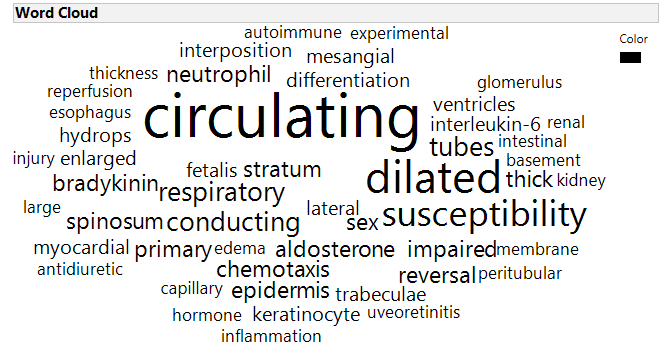 Word Cloud
Color
autoimmune experimental
interposition mesangial
thickness neutrophil differentiation glomerulus
reperfusion
circulating ventricles
esophagus
interleukin-6 renal
hydrops tubes intestinal
injury enlarged basement
fetalis stratum dilated thick kidney
bradykinin respiratory
large lateral susceptibility
spinosum conducting sex
myocardial primary edema aldosterone impaired membrane
antidiuretic chemotaxis reversal peritubular
capillary epidermis trabeculae
hormone keratinocyte uveoretinitis
inflammation